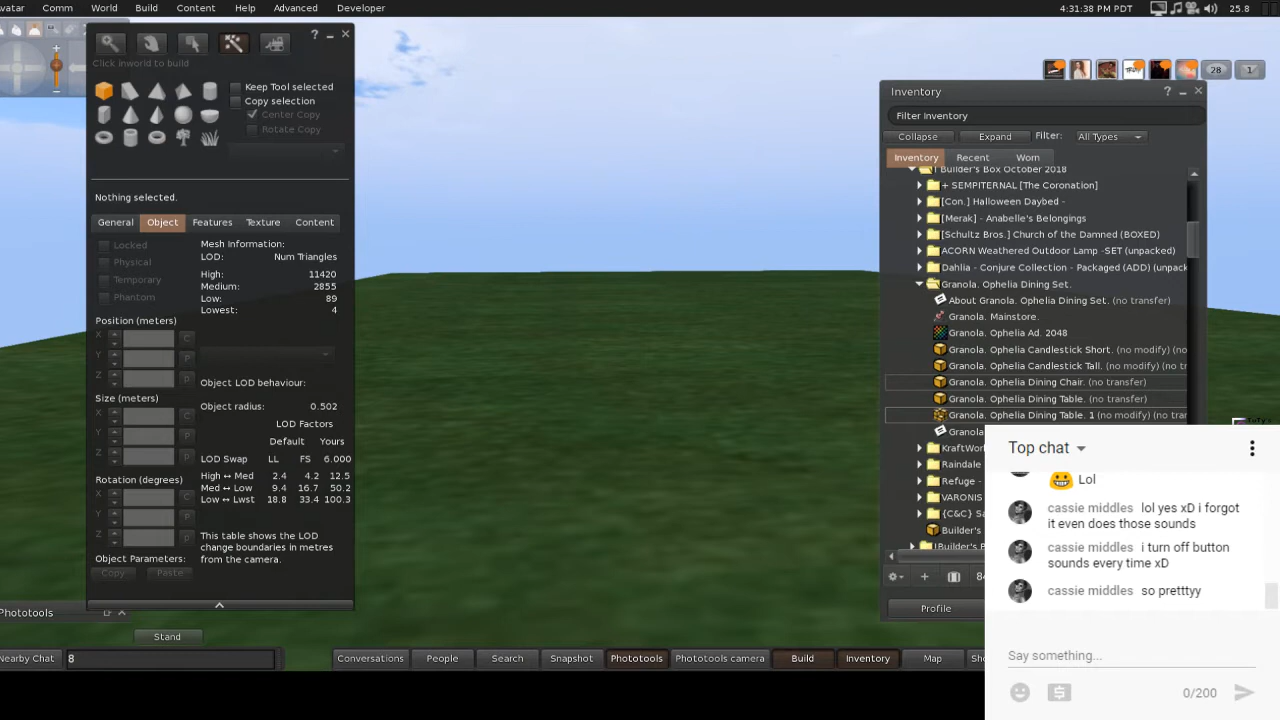 Avatar Comm World Build Content Help Advanced Developer 4:31:38 PM PDT 25.8
Click inworld to build
Keep Tool selected
Copy selection
Center Copy
Rotate Copy
Nothing selected.
General Object Features Texture Content
Locked
Physical
Temporary
Phantom
Mesh Information:
LOD: Num Triangles
High: 11420
Medium: 2855
Low: 89
Lowest: 4
Position (meters)
X C
Y P
Z p
Object LOD behaviour:
Size (meters)
X C
Y P
Z p
Object radius: 0.502
LOD Factors
Default Yours
LOD Swap LL FS 6.000
High ↔ Med 2.4 4.2 12.5
Med ↔ Low 9.4 16.7 50.2
Low ↔ Lwst 18.8 33.4 100.3
Rotation (degrees)
X C
Y P
Z p
This table shows the LOD
change boundaries in metres
from the camera.
Object Parameters:
Copy Paste
Phototools
Stand
Nearby Chat 8
Conversations People Search Snapshot Phototools Phototools camera Build Inventory Map
28 1
Inventory
Filter Inventory
Collapse Expand Filter: All Types
Inventory Recent Worn
! Builder's Box October 2018
+ SEMPITERNAL [The Coronation]
[Con.] Halloween Daybed -
[Merak] - Anabelle's Belongings
[Schultz Bros.] Church of the Damned (BOXED)
ACORN Weathered Outdoor Lamp -SET (unpacked)
Dahlia - Conjure Collection - Packaged (ADD) (unpack
Granola. Ophelia Dining Set.
About Granola. Ophelia Dining Set. (no transfer)
Granola. Mainstore.
Granola. Ophelia Ad. 2048
Granola. Ophelia Candlestick Short. (no modify) (no
Granola. Ophelia Candlestick Tall. (no modify) (no
Granola. Ophelia Dining Chair. (no transfer)
Granola. Ophelia Dining Table. (no transfer)
Granola. Ophelia Dining Table. 1 (no modify) (no tran
Granola
KraftWor
Raindale
Refuge -
VARONIS
{C&C} Sa
Builder's
!Builder's B
Profile
Top chat
Lol
cassie middles lol yes xD i forgot
it even does those sounds
cassie middles i turn off button
sounds every time xD
cassie middles so pretttyy
Say something...
0/200